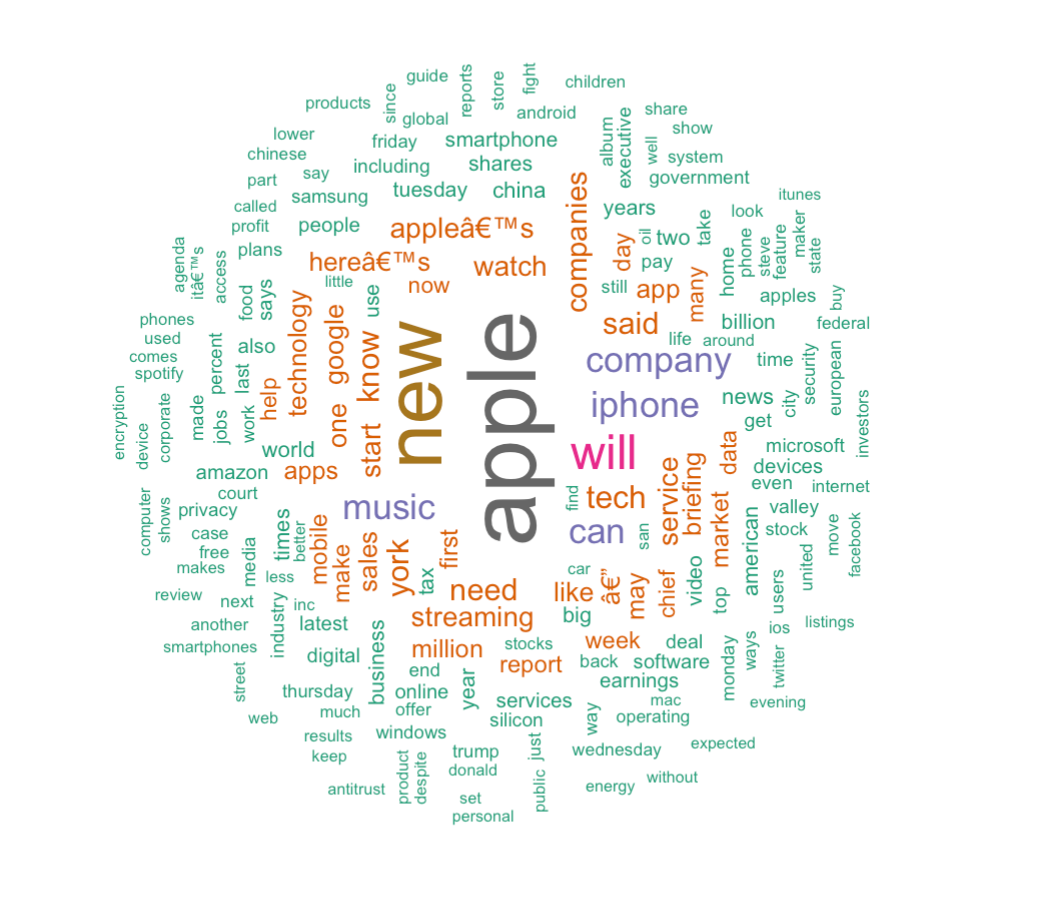 guide
reports
store
fight
children
products
since
global
android
album
executive
share
show
lower
friday
smartphone
well
system
chinese
say
including
shares
government
part
samsung
tuesday
china
companies
itunes
called
profit
people
appleâ€™s
years
take
look
agenda
itâ€™s
access
plans
hereâ€™s
watch
day
oil
two
home
phone
steve
feature
maker
state
pay
little
now
still
app
many
apples
buy
food
says
use
phones
technology
google
said
billion
federal
used
percent
also
know
new
apple
life
around
comes
spotify
last
company
time
security
european
encryption
device
corporate
made
jobs
work
help
one
start
iphone
news
city
investors
get
world
will
data
microsoft
amazon
apps
service
briefing
devices
even
internet
court
music
find
tech
market
valley
computer
shows
privacy
times
better
can
san
american
stock
move
facebook
case
free
media
mobile
make
sales
york
first
makes
less
tax
car
need
like
â€”
may
chief
video
top
users
united
review
next
inc
streaming
big
another
industry
latest
ios
listings
smartphones
digital
business
million
stocks
week
deal
monday
ways
twitter
street
report
back
software
end
earnings
thursday
online
year
services
mac
evening
web
much
offer
silicon
way
operating
results
windows
just
wednesday
expected
keep
product
despite
trump
donald
public
energy
without
antitrust
set
personal